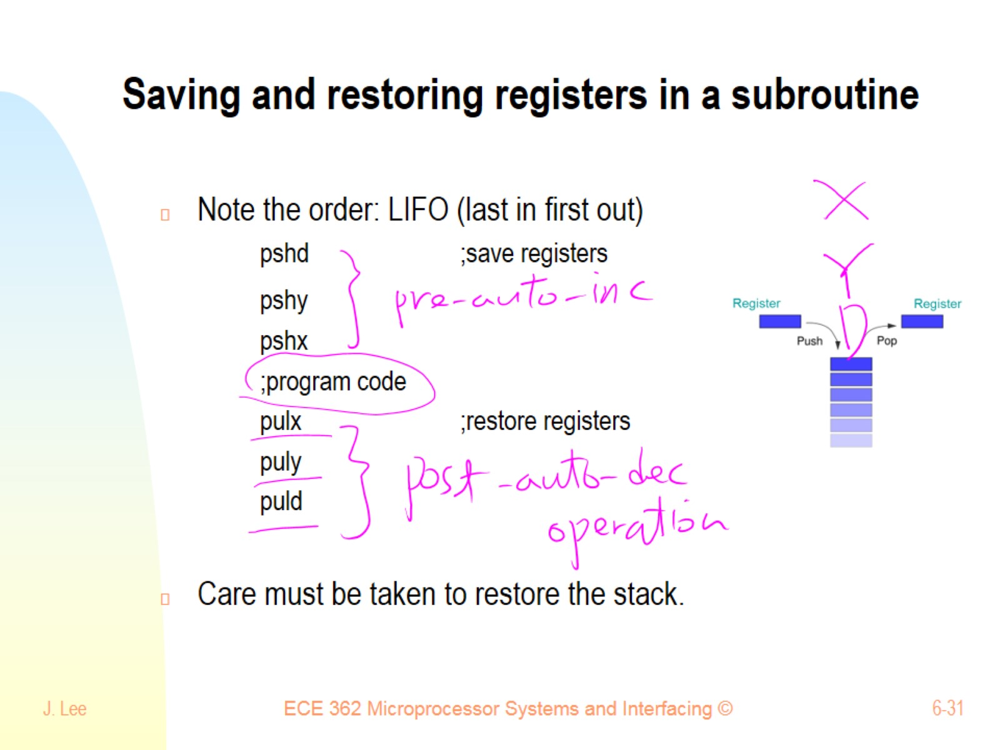 Saving and restoring registers in a subroutine
Note the order: LIFO (last in first out)
X
pshd ;save registers
Y
pshy pre-auto-inc
Register D Register
Push Pop
pshx
;program code
pulx ;restore registers
puly post-auto-dec
puld operation
Care must be taken to restore the stack.
J. Lee ECE 362 Microprocessor Systems and Interfacing © 6-31